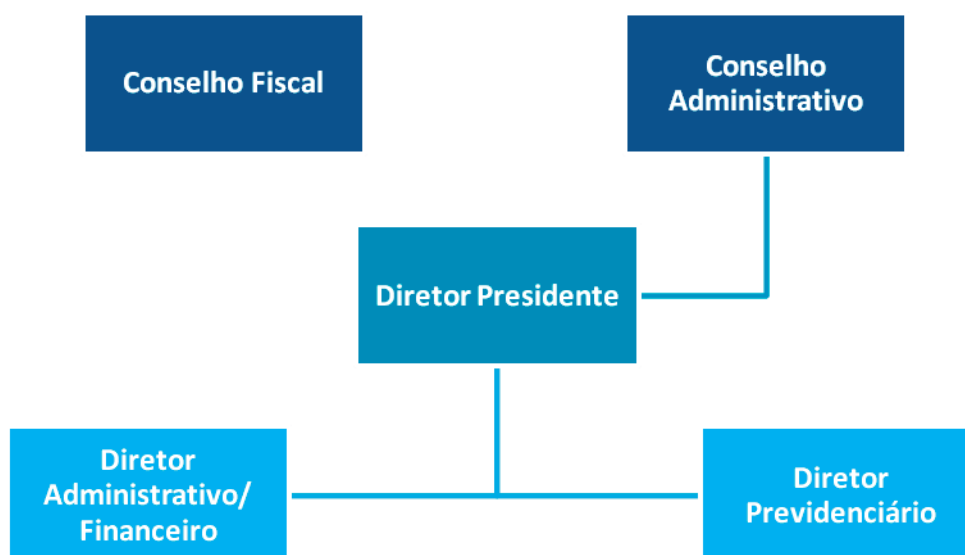 Conselho Fiscal
Conselho
Administrativo
Diretor Presidente
Diretor
Administrativo/
Financeiro
Diretor
Previdenciário